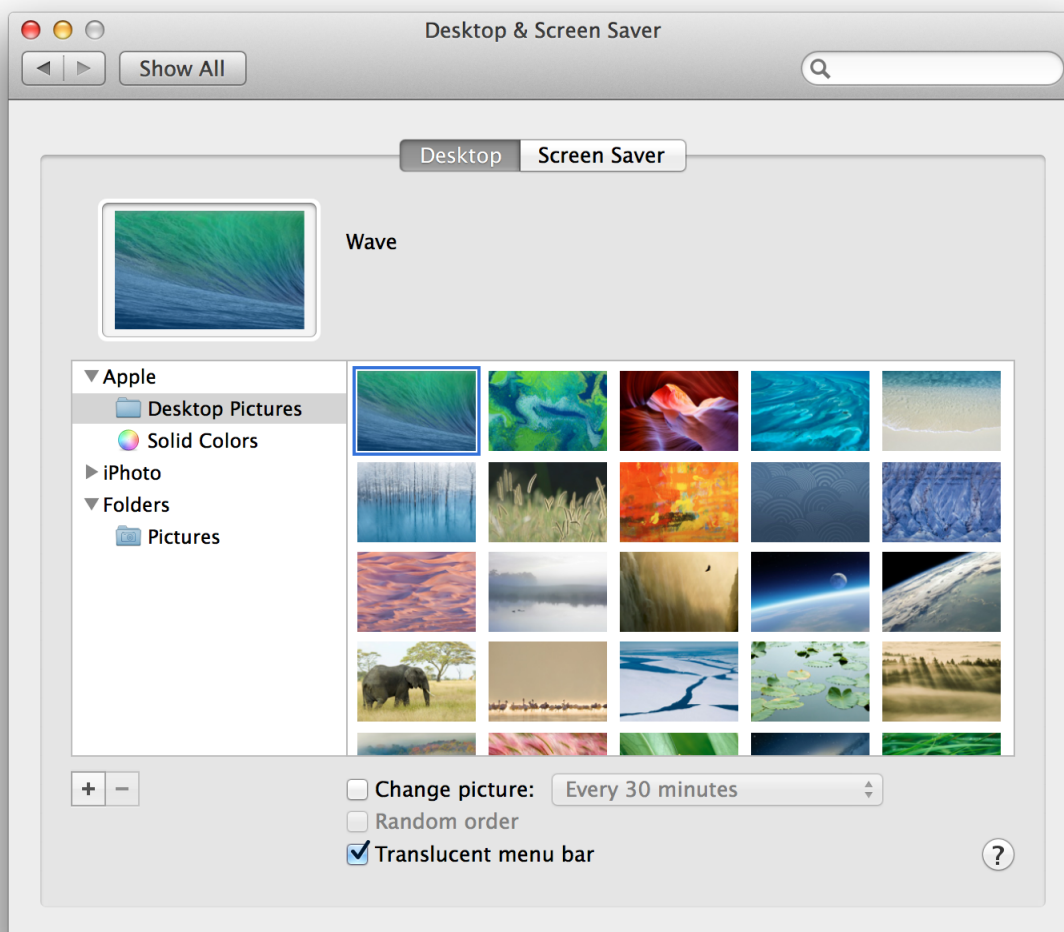 Desktop & Screen Saver
Show All
Desktop
Screen Saver
Wave
Apple
Desktop Pictures
Solid Colors
iPhoto
Folders
Pictures
+ −
Change picture: Every 30 minutes
Random order
Translucent menu bar
?